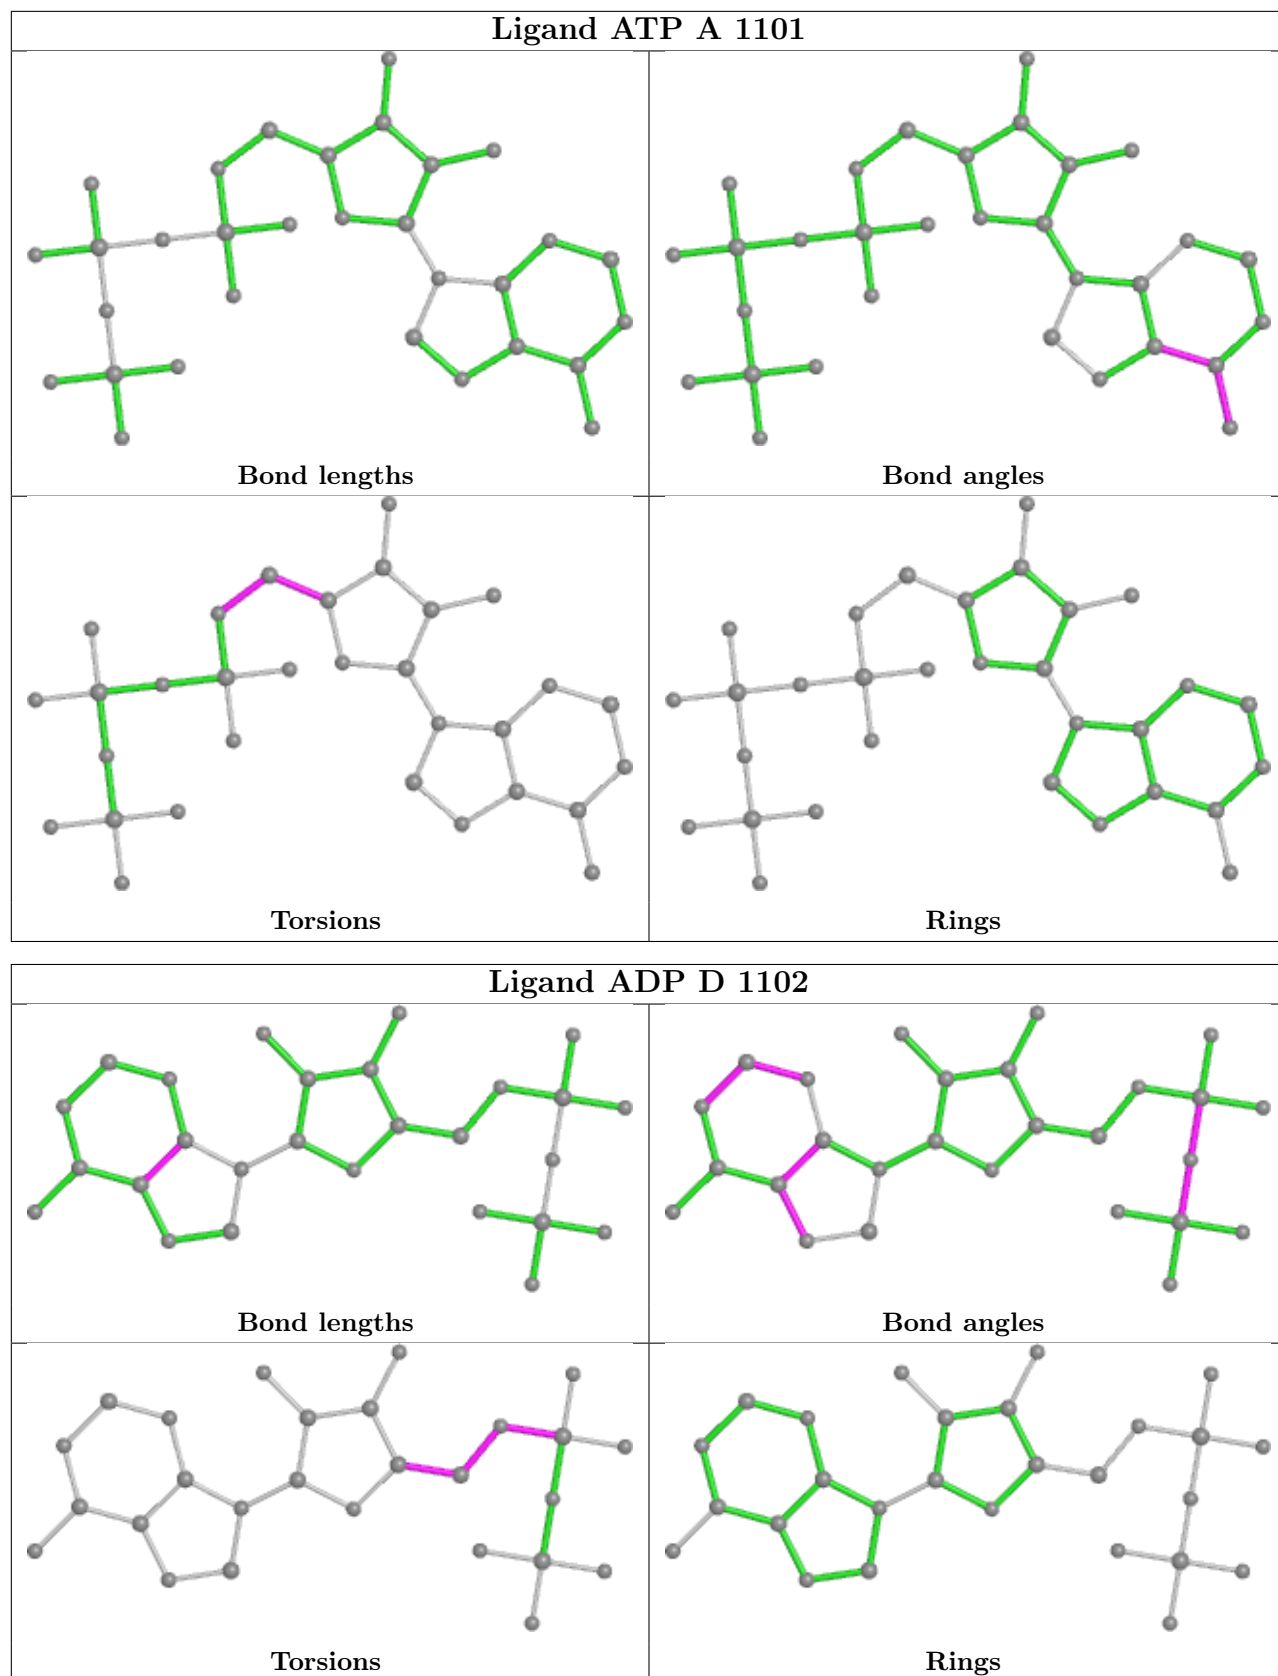 Ligand ATP A 1101
Bond lengths
Bond angles
Torsions
Rings
Ligand ADP D 1102
Bond lengths
Bond angles
Torsions
Rings